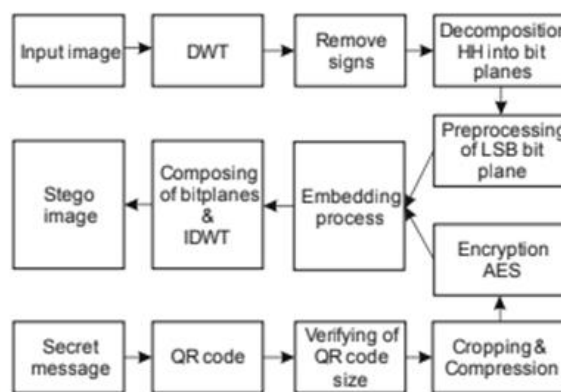 Input image
DWT
Remove
signs
Decomposition
HH into bit
planes
Preprocessing
of LSB bit
plane
Stego
image
Composing
of bitplanes
&
IDWT
Embedding
process
Encryption
AES
Secret
message
QR code
Verifying of
QR code
size
Cropping &
Compression